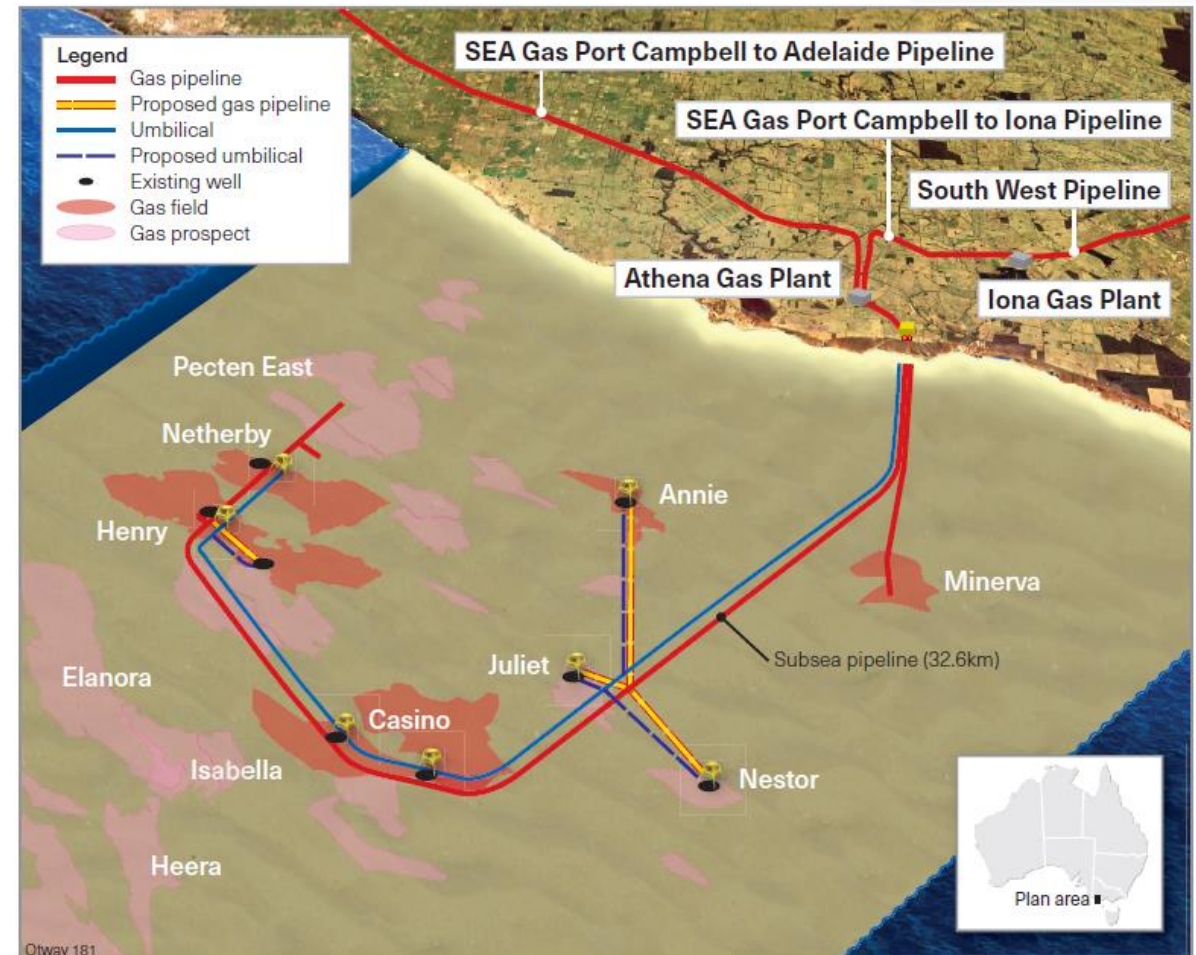 Legend
Gas pipeline
Proposed gas pipeline
Umbilical
Proposed umbilical
Existing well
Gas field
Gas prospect
SEA Gas Port Campbell to Adelaide Pipeline
SEA Gas Port Campbell to Iona Pipeline
South West Pipeline
Athena Gas Plant
Iona Gas Plant
Pecten East
Netherby
Henry
Annie
Minerva
Subsea pipeline (32.6km)
Juliet
Elanora
Casino
Isabella
Nestor
Heera
Plan area
Otway 181